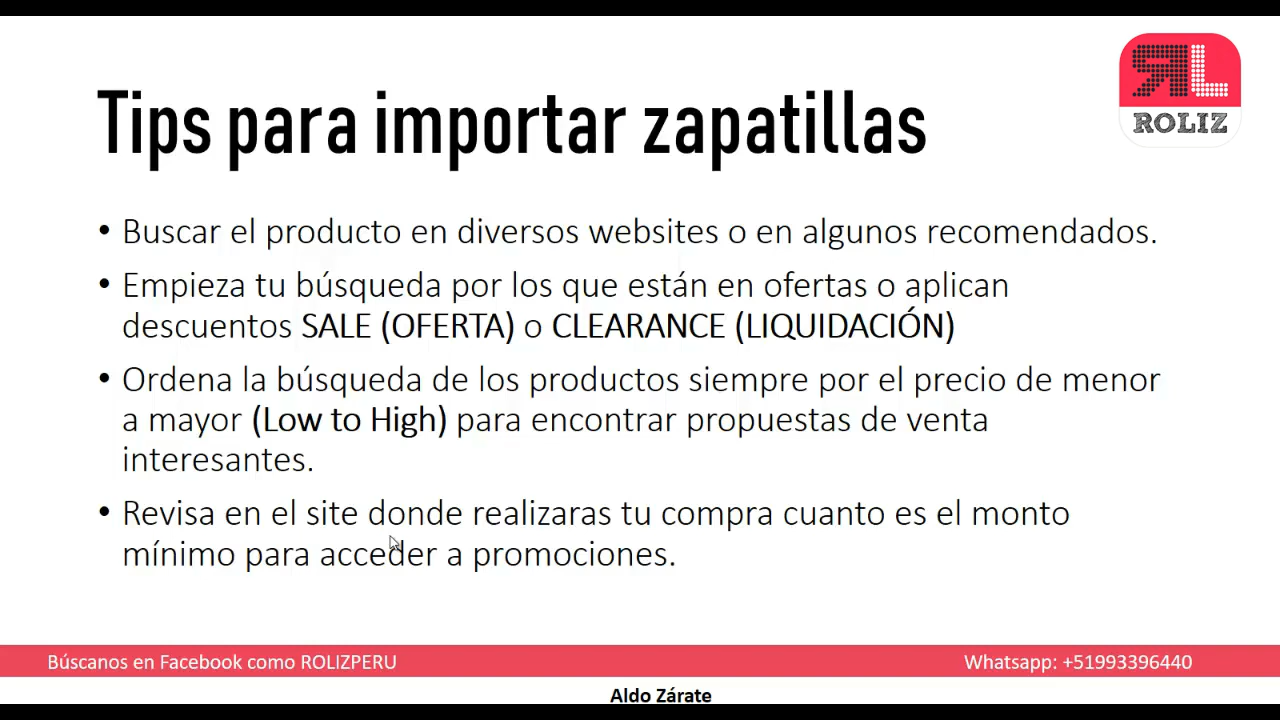 RL
ROLIZ
Tips para importar zapatillas
• Buscar el producto en diversos websites o en algunos recomendados.
• Empieza tu búsqueda por los que están en ofertas o aplican
descuentos SALE (OFERTA) o CLEARANCE (LIQUIDACIÓN)
• Ordena la búsqueda de los productos siempre por el precio de menor
a mayor (Low to High) para encontrar propuestas de venta
interesantes.
• Revisa en el site donde realizaras tu compra cuanto es el monto
mínimo para acceder a promociones.
Búscanos en Facebook como ROLIZPERU
Whatsapp: +51993396440
Aldo Zárate